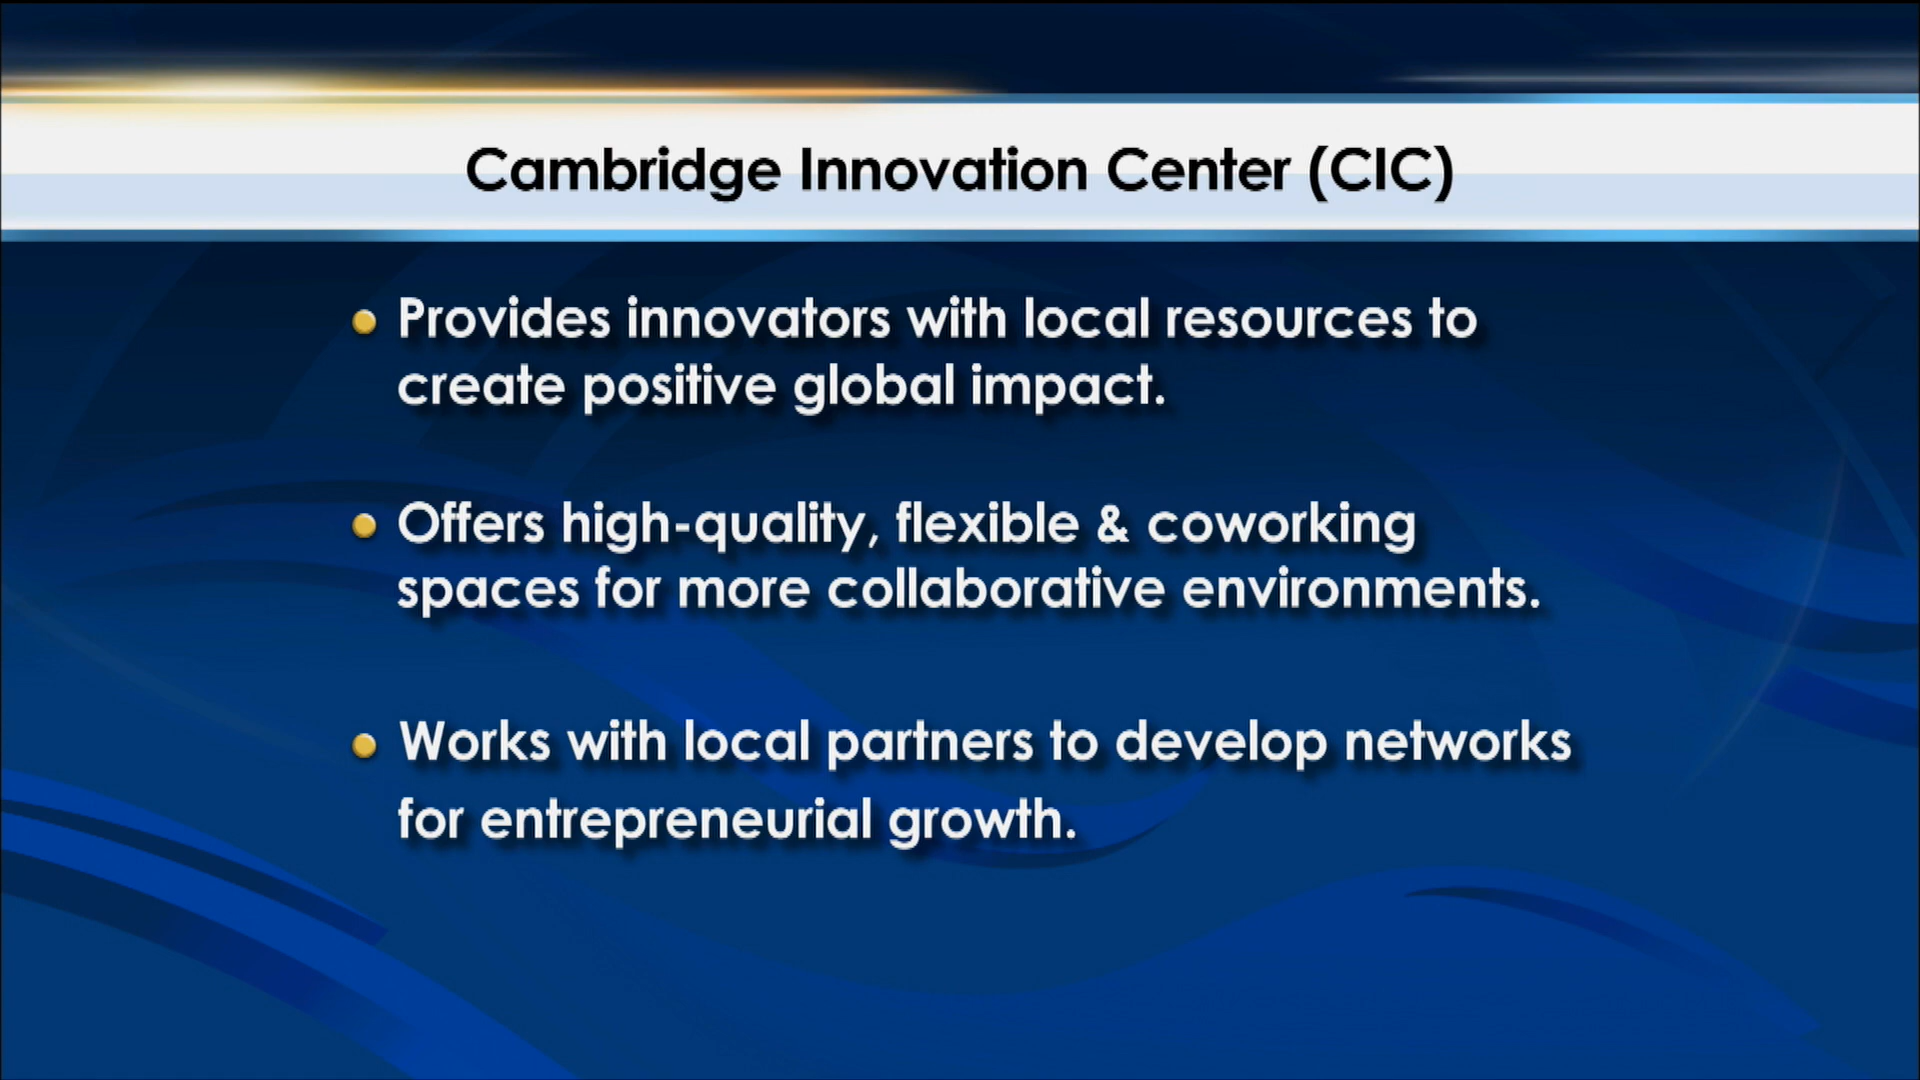 Cambridge Innovation Center (CIC)
Provides innovators with local resources to
create positive global impact.
Offers high-quality, flexible & coworking
spaces for more collaborative environments.
Works with local partners to develop networks
for entrepreneurial growth.